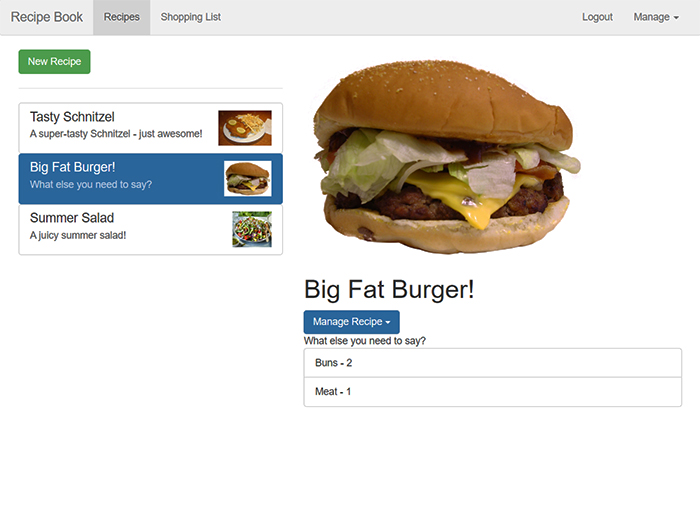 Recipe Book Recipes Shopping List Logout Manage
New Recipe
Tasty Schnitzel
A super-tasty Schnitzel - just awesome!
Big Fat Burger!
What else you need to say?
Summer Salad
A juicy summer salad!
Big Fat Burger!
Manage Recipe
What else you need to say?
Buns - 2
Meat - 1